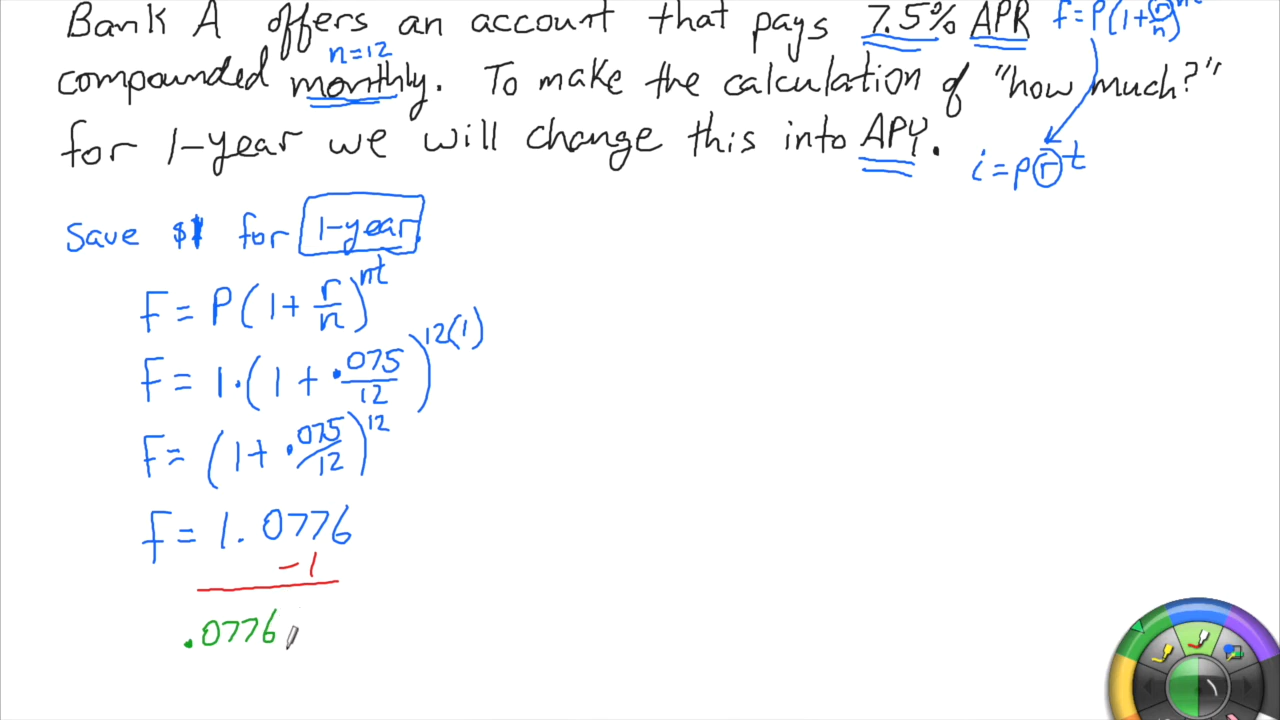 Bank A offers an account that pays 7.5% APR F=P(1+r/n)
n=12
compounded monthly. To make the calculation of "how much?"
for 1-year we will change this into APY.
i=prt
Save $1 for 1-year.
F = P(1+r/n)^nt
F = 1·(1+.075/12)^12(1)
F = (1+.075/12)^12
F = 1.0776
-1
.0776